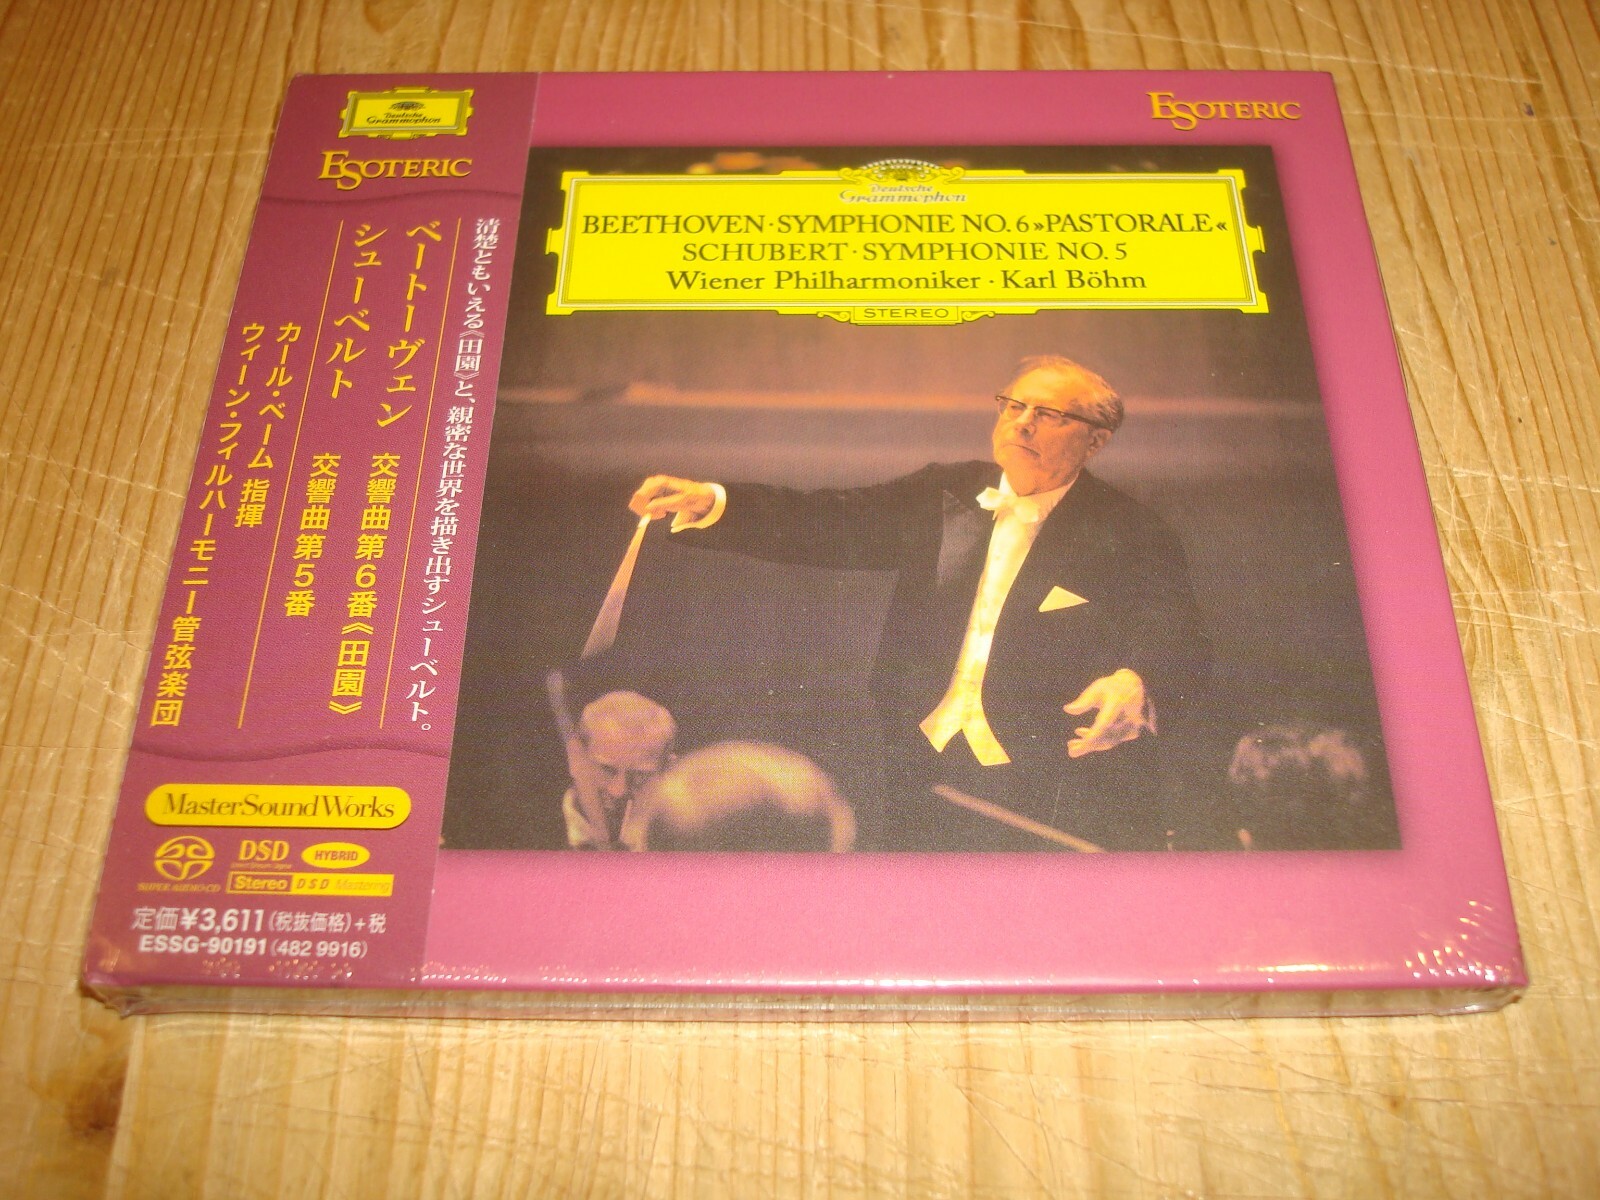 Deutsche
Grammophon
ESOTERIC
清楚ともいえる《田園》と、親密な世界を描き出すシューベルト。
ベートーヴェン 交響曲第6番《田園》
シューベルト 交響曲第5番
カール・ベーム 指揮
ウィーン・フィルハーモニー管弦楽団
MasterSoundWorks
SUPER AUDIO CD
DSD
Direct Stream Digital
HYBRID
Stereo DSD Mastering
定価¥3,611(税抜価格)+税
ESSG-90191(482 9916)
ESOTERIC
Deutsche
Grammophon
BEETHOVEN·SYMPHONIE NO.6»PASTORALE«
SCHUBERT·SYMPHONIE NO.5
Wiener Philharmoniker·Karl Böhm
STEREO